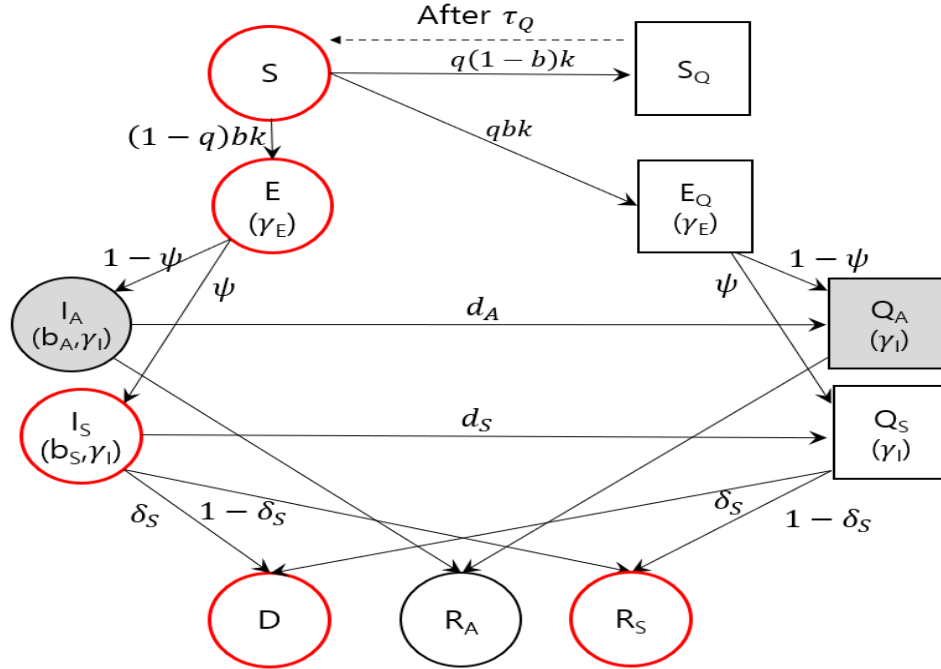 After τ_Q
S
q(1 − b)k
S_Q
(1 − q)bk
qbk
E
(γ_E)
E_Q
(γ_E)
1 − ψ
ψ
1 − ψ
ψ
I_A
(b_A,γ_I)
d_A
Q_A
(γ_I)
I_S
(b_S,γ_I)
d_S
Q_S
(γ_I)
δ_S
1 − δ_S
δ_S
1 − δ_S
D
R_A
R_S